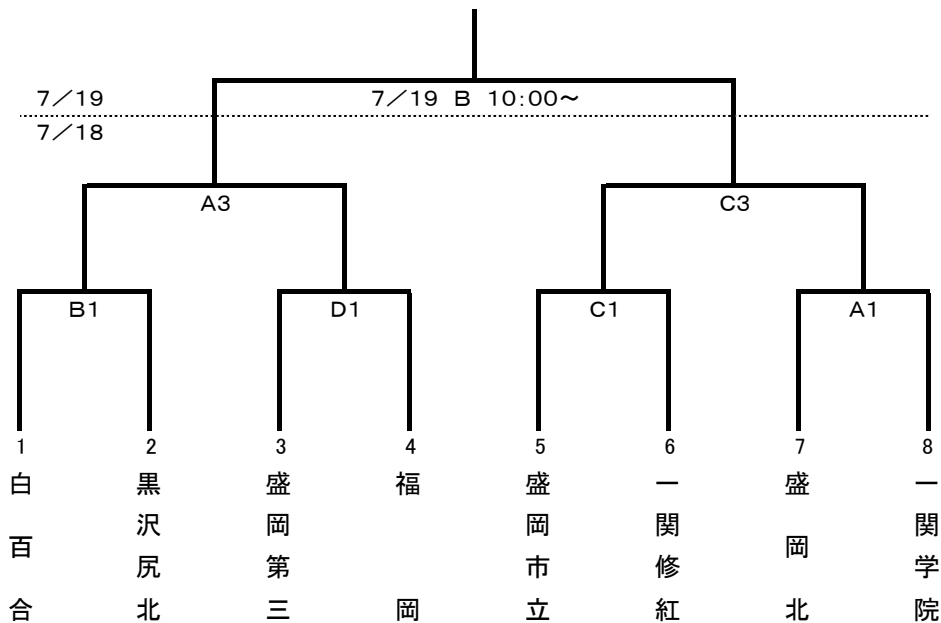 7／19
7／19 B 10:00～
7／18
A3
C3
B1
D1
C1
A1
1
2
3
4
5
6
7
8
白百合
黒沢尻北
盛岡第三
福岡
盛岡市立
一関修紅
盛岡北
一関学院